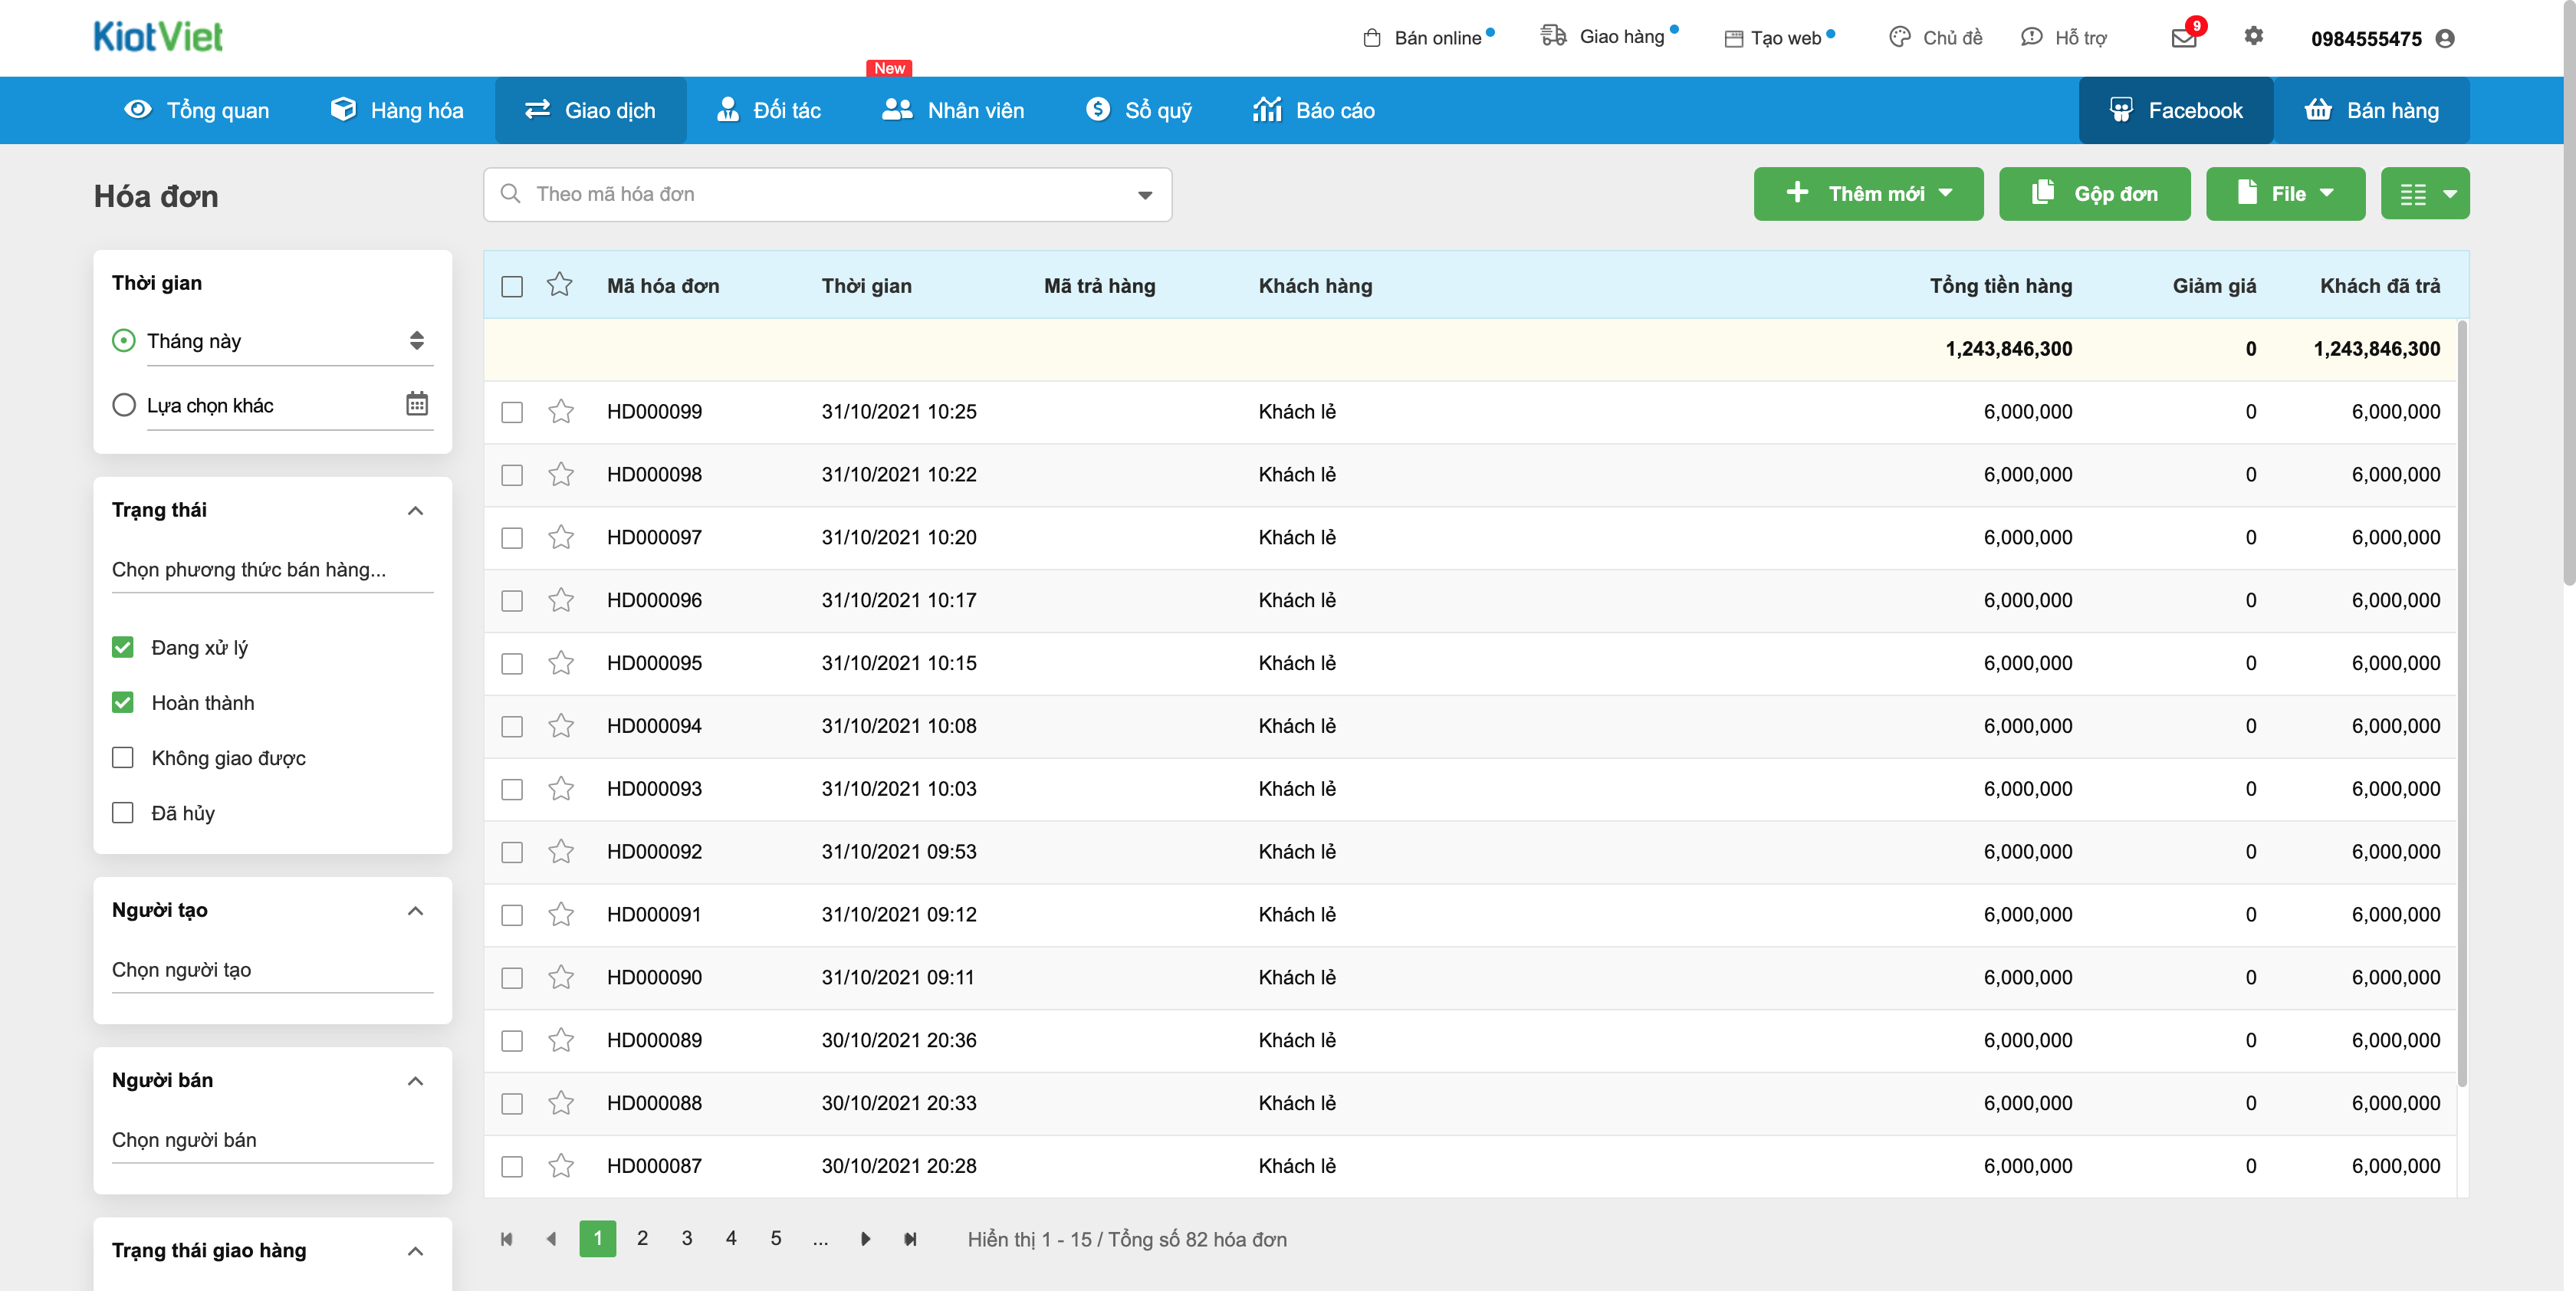 KiotViet
Bán online
Giao hàng
Tạo web
Chủ đề
Hỗ trợ
9
0984555475
New
Tổng quan
Hàng hóa
Giao dịch
Đối tác
Nhân viên
Sổ quỹ
Báo cáo
Facebook
Bán hàng
Hóa đơn
Theo mã hóa đơn
Thêm mới
Gộp đơn
File
Thời gian
Tháng này
Lựa chọn khác
Trạng thái
Chọn phương thức bán hàng...
Đang xử lý
Hoàn thành
Không giao được
Đã hủy
Người tạo
Chọn người tạo
Người bán
Chọn người bán
Trạng thái giao hàng
Mã hóa đơn Thời gian Mã trả hàng Khách hàng Tổng tiền hàng Giảm giá Khách đã trả
1,243,846,300 0 1,243,846,300
HD000099 31/10/2021 10:25 Khách lẻ 6,000,000 0 6,000,000
HD000098 31/10/2021 10:22 Khách lẻ 6,000,000 0 6,000,000
HD000097 31/10/2021 10:20 Khách lẻ 6,000,000 0 6,000,000
HD000096 31/10/2021 10:17 Khách lẻ 6,000,000 0 6,000,000
HD000095 31/10/2021 10:15 Khách lẻ 6,000,000 0 6,000,000
HD000094 31/10/2021 10:08 Khách lẻ 6,000,000 0 6,000,000
HD000093 31/10/2021 10:03 Khách lẻ 6,000,000 0 6,000,000
HD000092 31/10/2021 09:53 Khách lẻ 6,000,000 0 6,000,000
HD000091 31/10/2021 09:12 Khách lẻ 6,000,000 0 6,000,000
HD000090 31/10/2021 09:11 Khách lẻ 6,000,000 0 6,000,000
HD000089 30/10/2021 20:36 Khách lẻ 6,000,000 0 6,000,000
HD000088 30/10/2021 20:33 Khách lẻ 6,000,000 0 6,000,000
HD000087 30/10/2021 20:28 Khách lẻ 6,000,000 0 6,000,000
1 2 3 4 5 ... Hiển thị 1 - 15 / Tổng số 82 hóa đơn